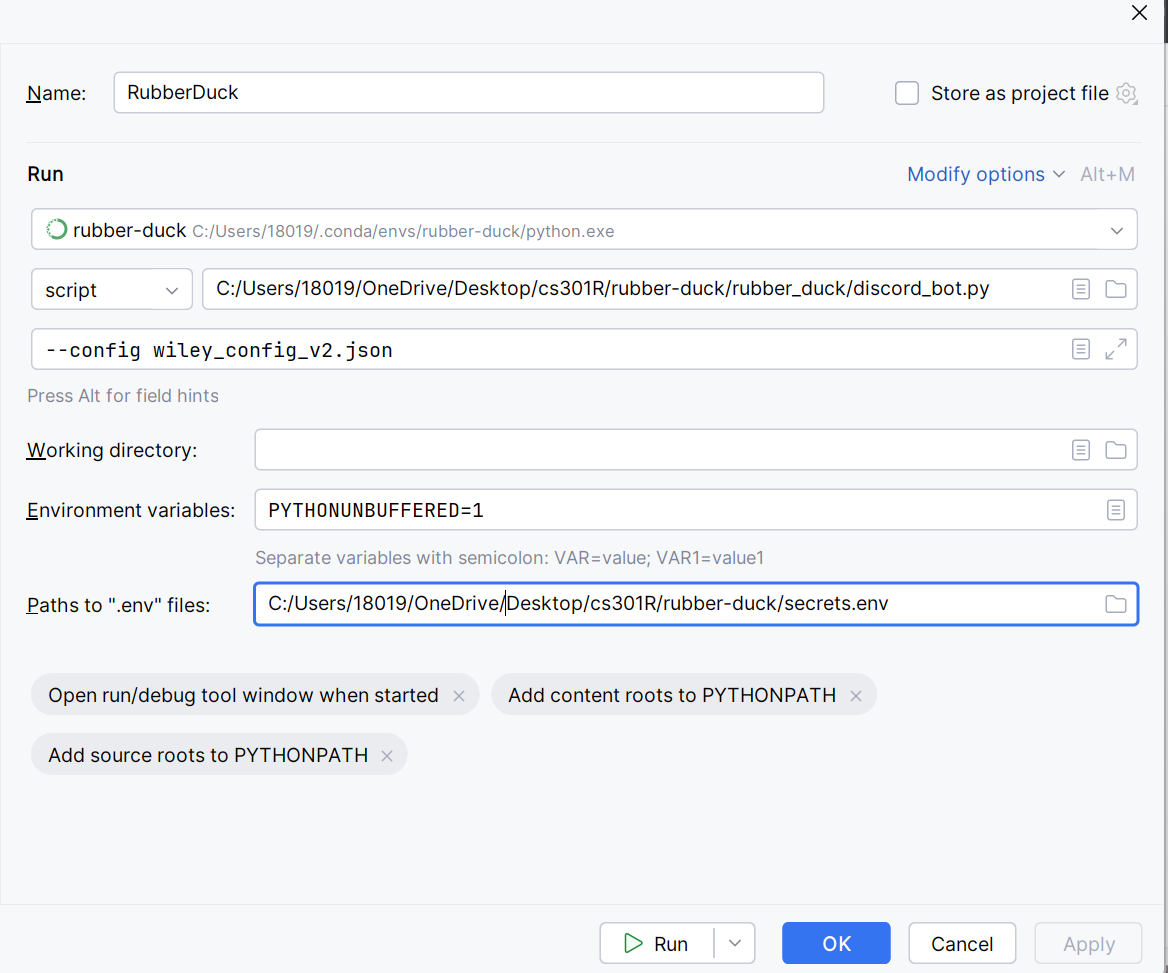 Name: RubberDuck Store as project file
Run Modify options Alt+M
rubber-duck C:/Users/18019/.conda/envs/rubber-duck/python.exe
script C:/Users/18019/OneDrive/Desktop/cs301R/rubber-duck/rubber_duck/discord_bot.py
--config wiley_config_v2.json
Press Alt for field hints
Working directory:
Environment variables: PYTHONUNBUFFERED=1
Separate variables with semicolon: VAR=value; VAR1=value1
Paths to ".env" files: C:/Users/18019/OneDrive/Desktop/cs301R/rubber-duck/secrets.env
Open run/debug tool window when started Add content roots to PYTHONPATH
Add source roots to PYTHONPATH
Run OK Cancel Apply